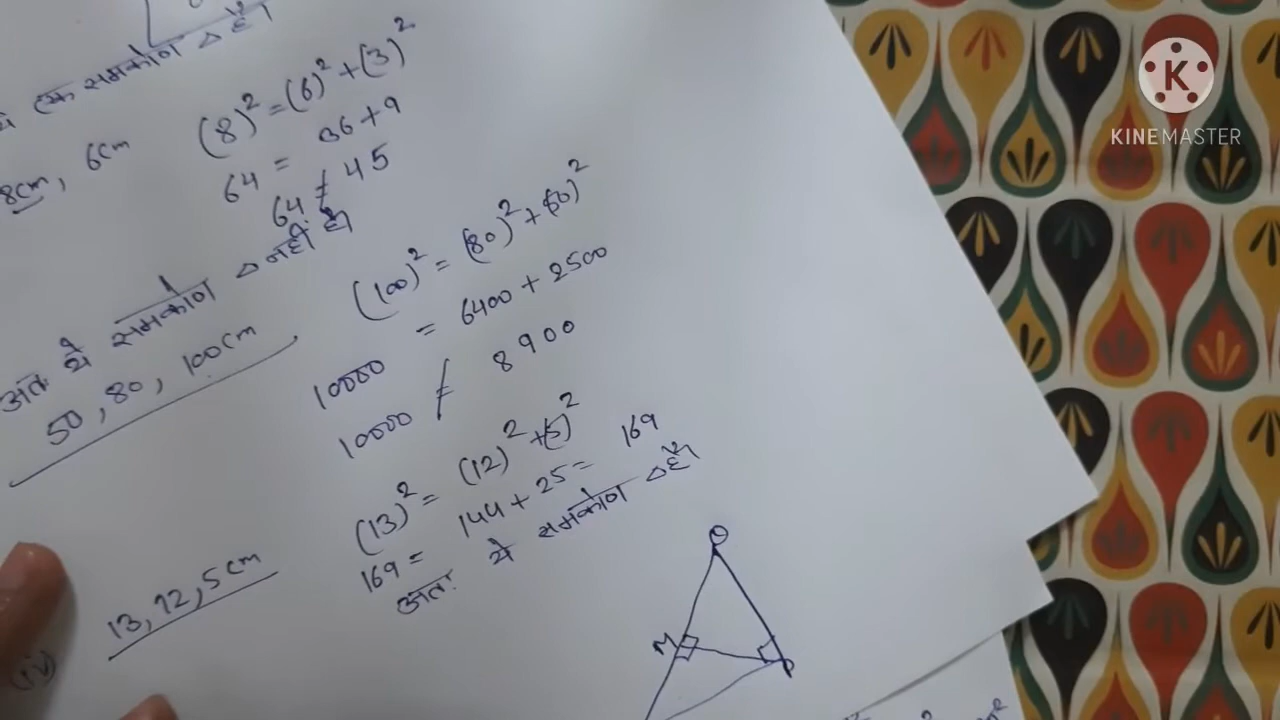 ये एक समकोण △ है।
8cm, 6cm (8)² = (6)² + (3)²
64 = 36 + 9
64 ≠ 45
अतः ये समकोण △ नहीं है।
50, 80, 100cm (100)² = (80)² + (50)²
10000 = 6400 + 2500
10000 ≠ 8900
(iv) 13, 12, 5cm (13)² = (12)² + (5)²
169 = 144 + 25 = 169
अतः ये समकोण △ है।
Q
M
K
KINEMASTER